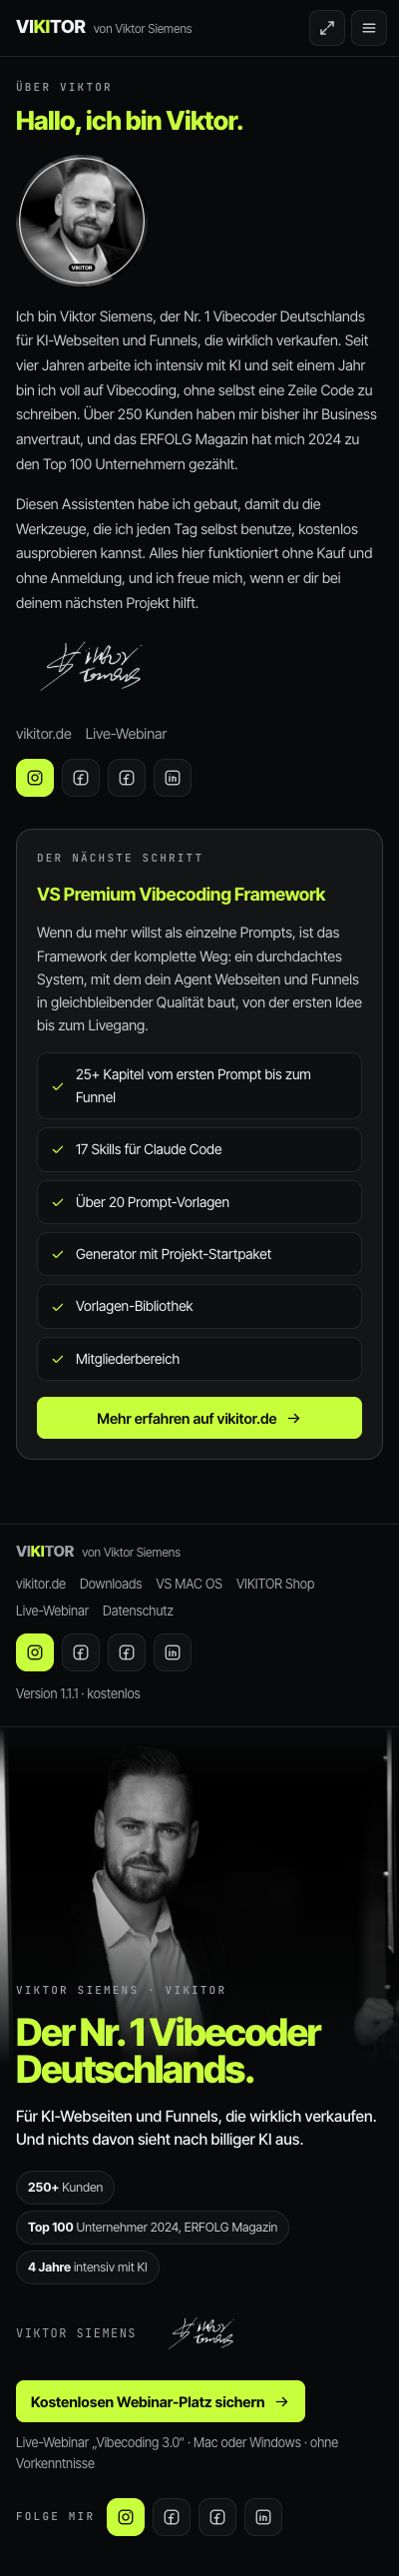 VIKITOR von Viktor Siemens
ÜBER VIKTOR
Hallo, ich bin Viktor.
VIKITOR
Ich bin Viktor Siemens, der Nr. 1 Vibecoder Deutschlands
für KI-Webseiten und Funnels, die wirklich verkaufen. Seit
vier Jahren arbeite ich intensiv mit KI und seit einem Jahr
bin ich voll auf Vibecoding, ohne selbst eine Zeile Code zu
schreiben. Über 250 Kunden haben mir bisher ihr Business
anvertraut, und das ERFOLG Magazin hat mich 2024 zu
den Top 100 Unternehmern gezählt.
Diesen Assistenten habe ich gebaut, damit du die
Werkzeuge, die ich jeden Tag selbst benutze, kostenlos
ausprobieren kannst. Alles hier funktioniert ohne Kauf und
ohne Anmeldung, und ich freue mich, wenn er dir bei
deinem nächsten Projekt hilft.
vikitor.de Live-Webinar
DER NÄCHSTE SCHRITT
VS Premium Vibecoding Framework
Wenn du mehr willst als einzelne Prompts, ist das
Framework der komplette Weg: ein durchdachtes
System, mit dem dein Agent Webseiten und Funnels
in gleichbleibender Qualität baut, von der ersten Idee
bis zum Livegang.
25+ Kapitel vom ersten Prompt bis zum
Funnel
17 Skills für Claude Code
Über 20 Prompt-Vorlagen
Generator mit Projekt-Startpaket
Vorlagen-Bibliothek
Mitgliederbereich
Mehr erfahren auf vikitor.de →
VIKITOR von Viktor Siemens
vikitor.de Downloads VS MAC OS VIKITOR Shop
Live-Webinar Datenschutz
Version 1.1.1 · kostenlos
VIKTOR SIEMENS · VIKITOR
Der Nr. 1 Vibecoder
Deutschlands.
Für KI-Webseiten und Funnels, die wirklich verkaufen.
Und nichts davon sieht nach billiger KI aus.
250+ Kunden
Top 100 Unternehmer 2024, ERFOLG Magazin
4 Jahre intensiv mit KI
VIKTOR SIEMENS
Kostenlosen Webinar-Platz sichern →
Live-Webinar „Vibecoding 3.0" · Mac oder Windows · ohne
Vorkenntnisse
FOLGE MIR